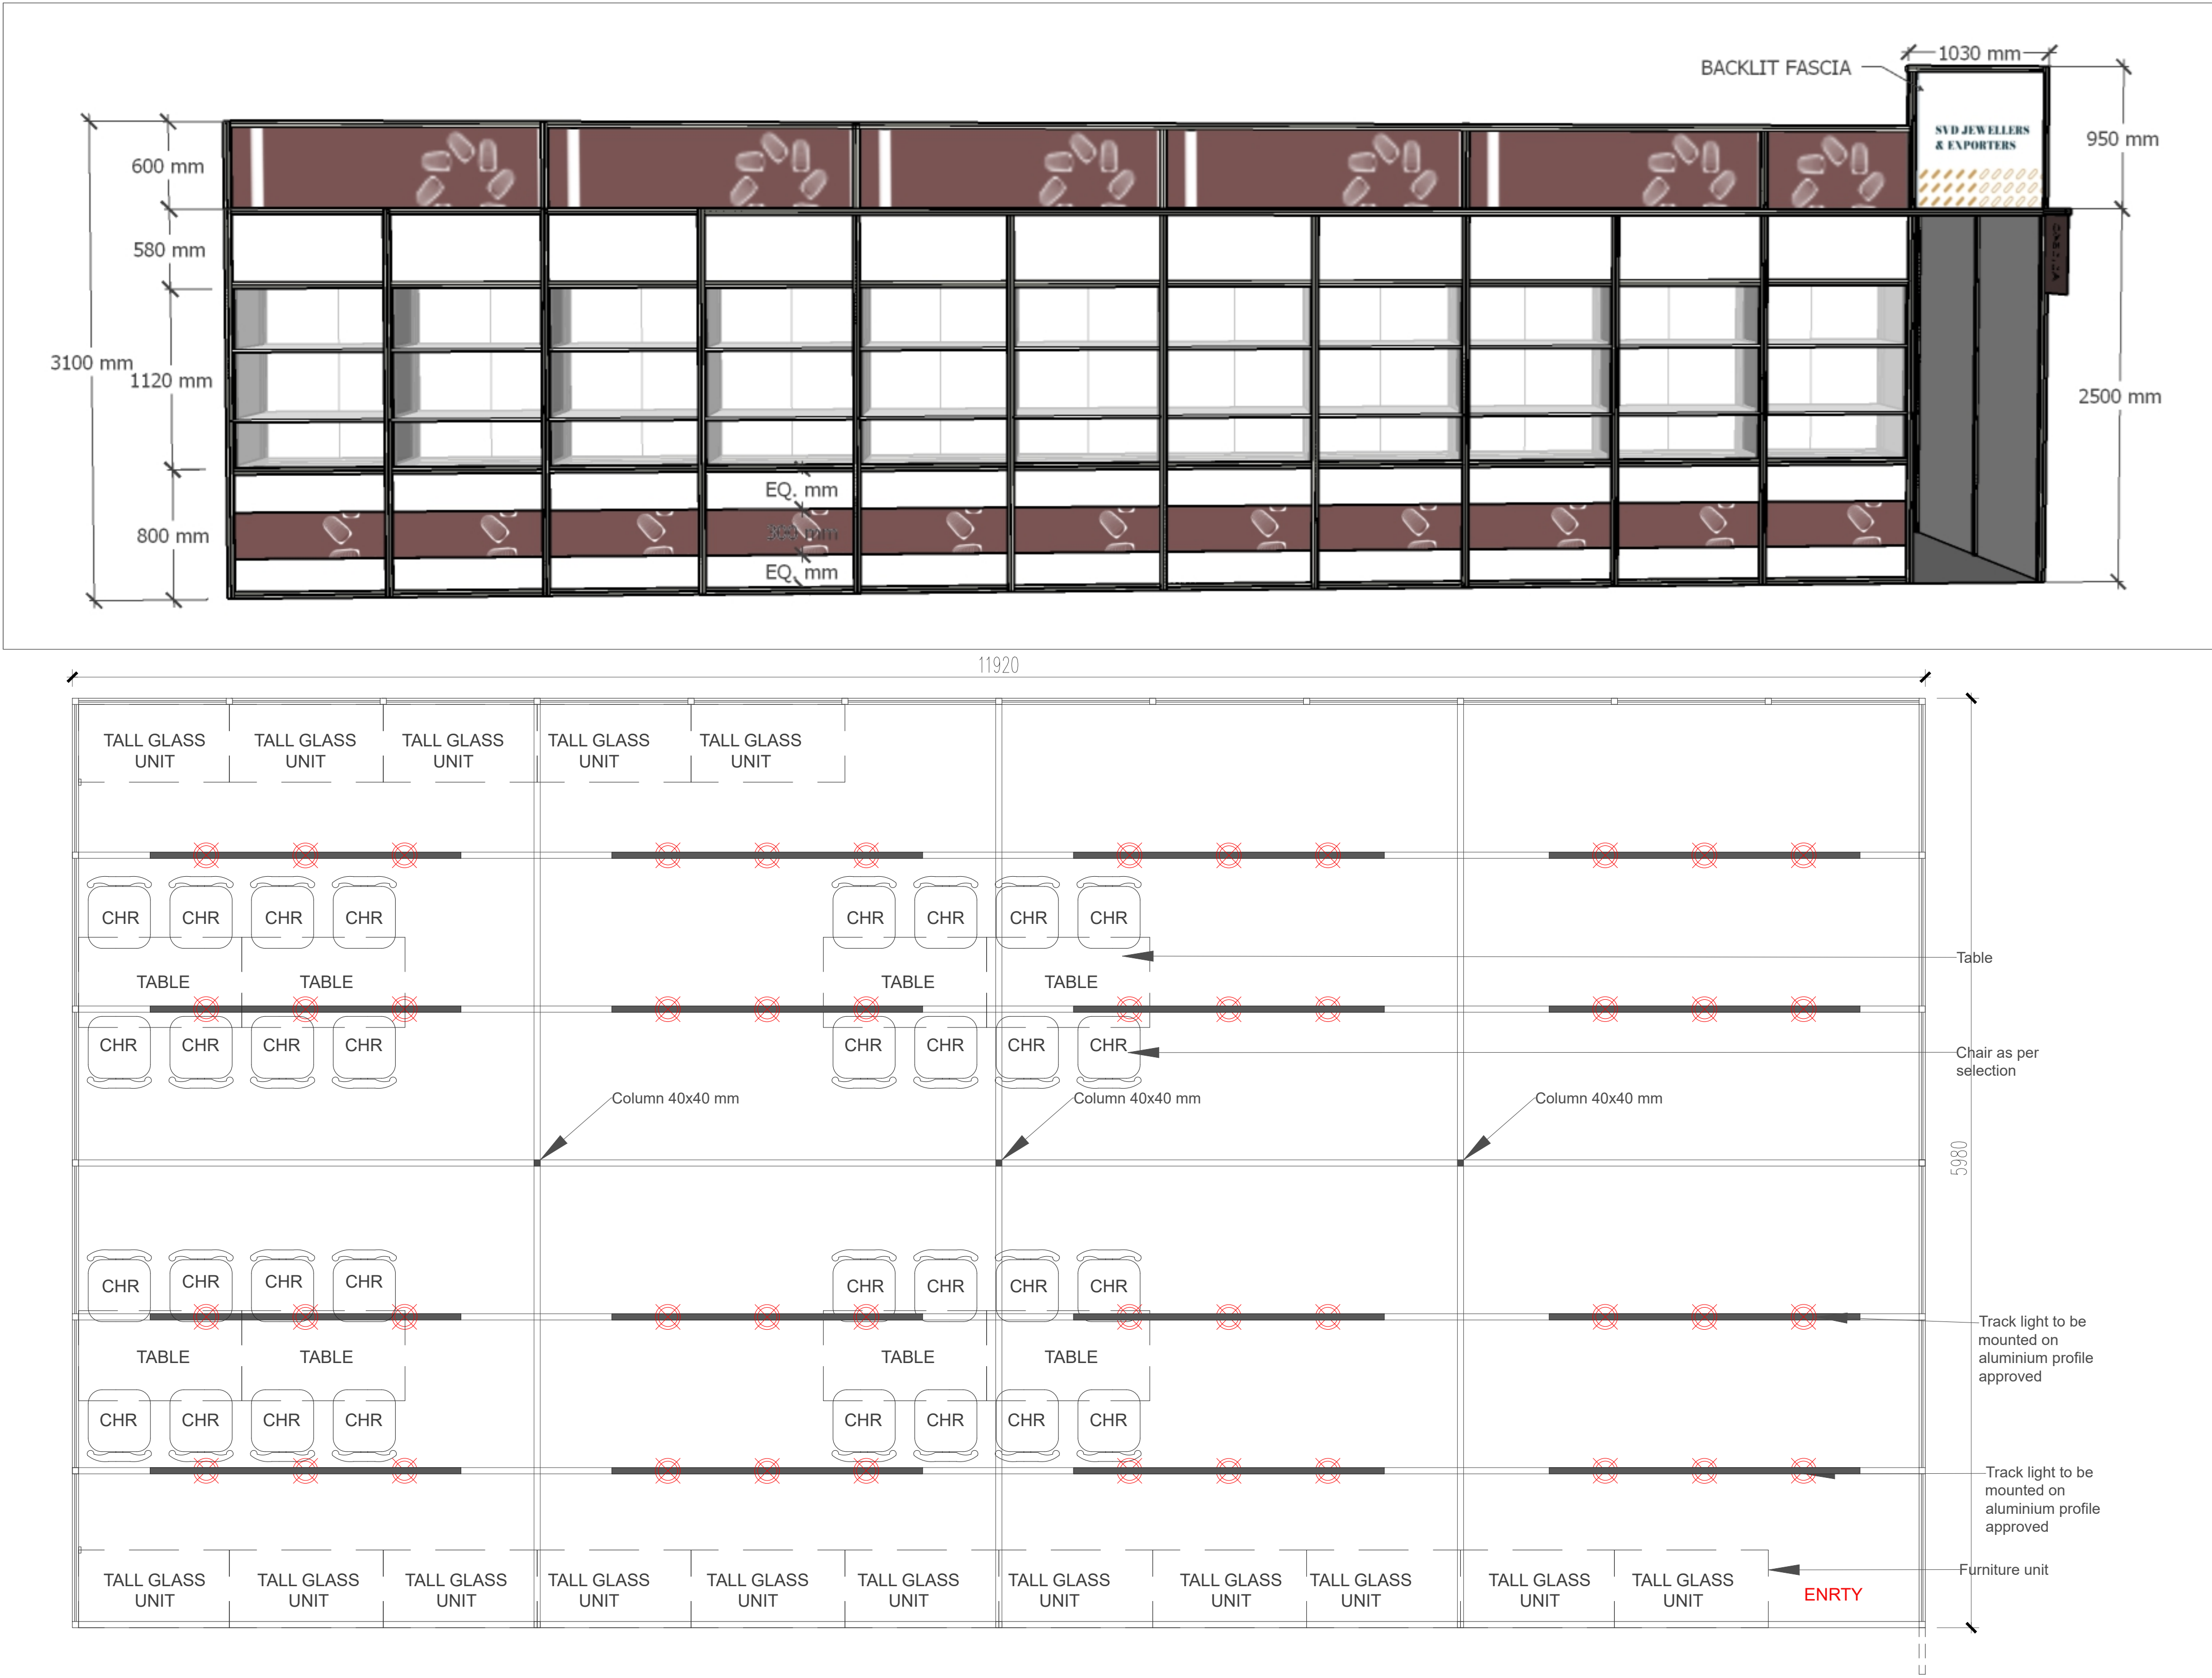 1030 mm
BACKLIT FASCIA
SVD JEWELLERS
& EXPORTERS
950 mm
600 mm
580 mm
3100 mm
1120 mm
2500 mm
EQ. mm
800 mm
EQ. mm
11920
TALL GLASS UNIT
TALL GLASS UNIT
TALL GLASS UNIT
TALL GLASS UNIT
TALL GLASS UNIT
CHR CHR CHR CHR CHR CHR CHR CHR
Table
TABLE TABLE TABLE TABLE
CHR CHR CHR CHR CHR CHR CHR CHR
Chair as per
selection
Column 40x40 mm Column 40x40 mm Column 40x40 mm
5980
CHR CHR CHR CHR CHR CHR CHR CHR
Track light to be
mounted on
aluminium profile
approved
TABLE TABLE TABLE TABLE
CHR CHR CHR CHR CHR CHR CHR CHR
Track light to be
mounted on
aluminium profile
approved
Furniture unit
TALL GLASS UNIT
TALL GLASS UNIT
TALL GLASS UNIT
TALL GLASS UNIT
TALL GLASS UNIT
TALL GLASS UNIT
TALL GLASS UNIT
TALL GLASS UNIT
TALL GLASS UNIT
TALL GLASS UNIT
TALL GLASS UNIT
ENRTY